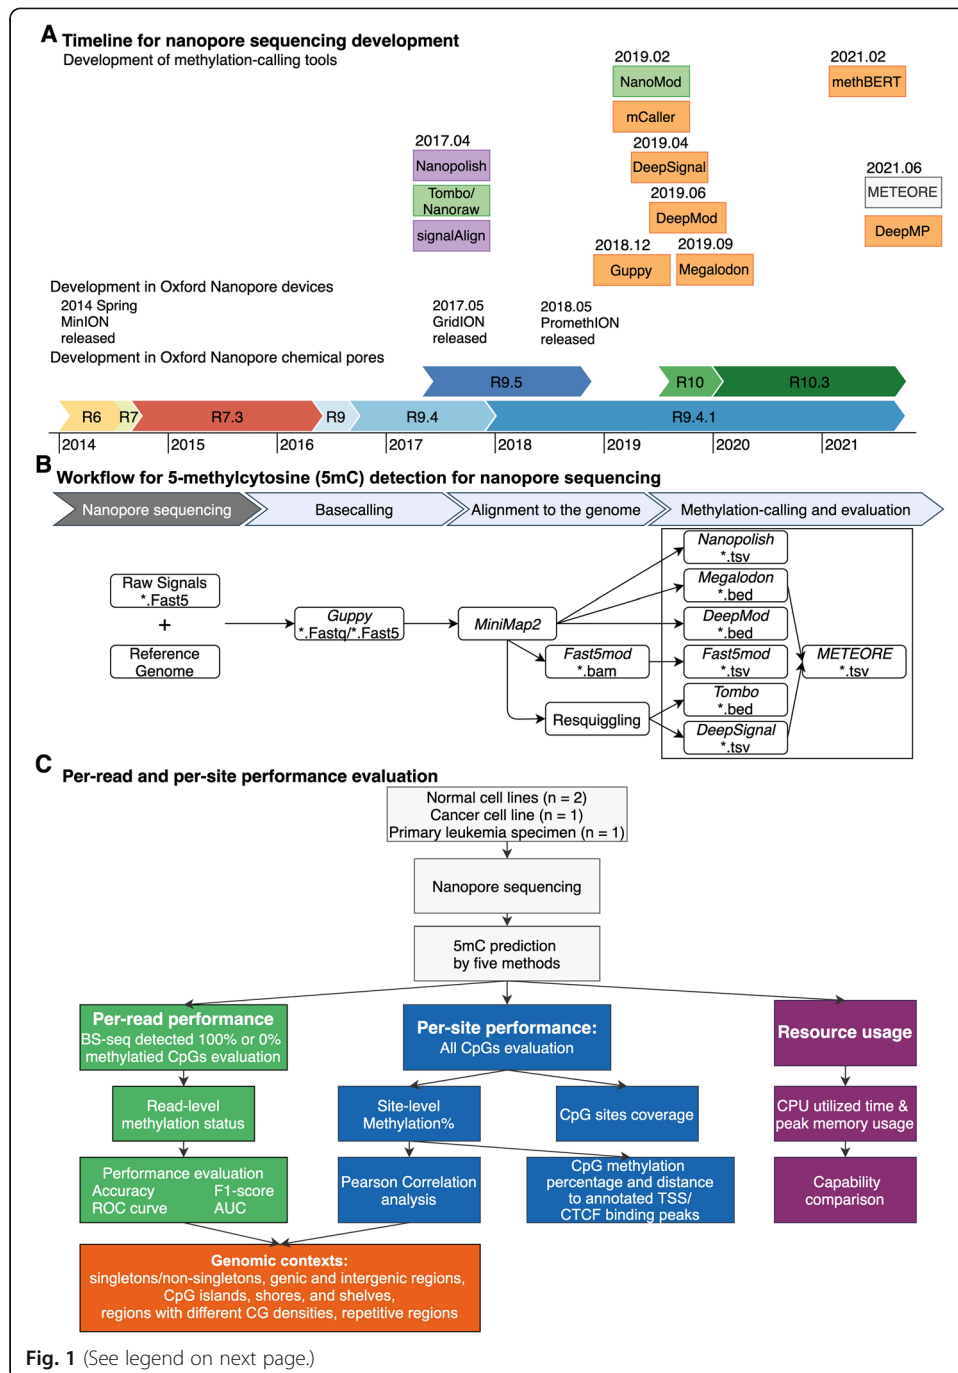 A Timeline for nanopore sequencing development
Development of methylation-calling tools
2019.02
NanoMod
mCaller
2019.04
DeepSignal
2019.06
DeepMod
2018.12
Guppy
2019.09
Megalodon
2021.02
methBERT
2021.06
METEORE
DeepMP
2017.04
Nanopolish
Tombo/
Nanoraw
signalAlign
Development in Oxford Nanopore devices
2014 Spring
MinION
released
2017.05
GridION
released
2018.05
PromethION
released
Development in Oxford Nanopore chemical pores
R9.5
R10
R10.3
R6
R7
R7.3
R9
R9.4
R9.4.1
2014
2015
2016
2017
2018
2019
2020
2021
B Workflow for 5-methylcytosine (5mC) detection for nanopore sequencing
Nanopore sequencing
Basecalling
Alignment to the genome
Methylation-calling and evaluation
Raw Signals
*.Fast5
+
Reference
Genome
Guppy
*.Fastq/*.Fast5
MiniMap2
Fast5mod
*.bam
Resquiggling
Nanopolish
*.tsv
Megalodon
*.bed
DeepMod
*.bed
Fast5mod
*.tsv
Tombo
*.bed
DeepSignal
*.tsv
METEORE
*.tsv
C Per-read and per-site performance evaluation
Normal cell lines (n = 2)
Cancer cell line (n = 1)
Primary leukemia specimen (n = 1)
Nanopore sequencing
5mC prediction
by five methods
Per-read performance
BS-seq detected 100% or 0%
methylatied CpGs evaluation
Read-level
methylation status
Performance evaluation
Accuracy F1-score
ROC curve AUC
Per-site performance:
All CpGs evaluation
Site-level
Methylation%
CpG sites coverage
Pearson Correlation
analysis
CpG methylation
percentage and distance
to annotated TSS/
CTCF binding peaks
Resource usage
CPU utilized time &
peak memory usage
Capability
comparison
Genomic contexts:
singletons/non-singletons, genic and intergenic regions,
CpG islands, shores, and shelves,
regions with different CG densities, repetitive regions
Fig. 1 (See legend on next page.)